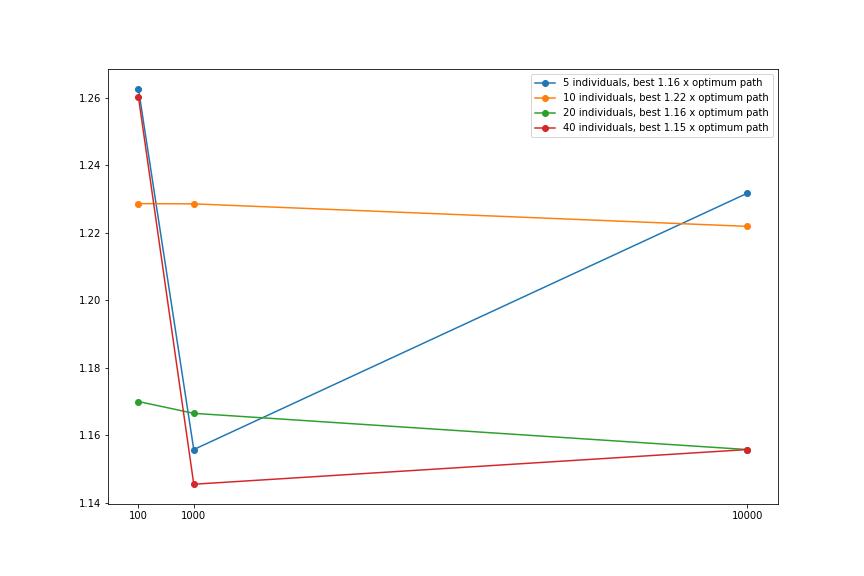 5 individuals, best 1.16 x optimum path
10 individuals, best 1.22 x optimum path
20 individuals, best 1.16 x optimum path
40 individuals, best 1.15 x optimum path
1.26
1.24
1.22
1.20
1.18
1.16
1.14
100 1000 10000